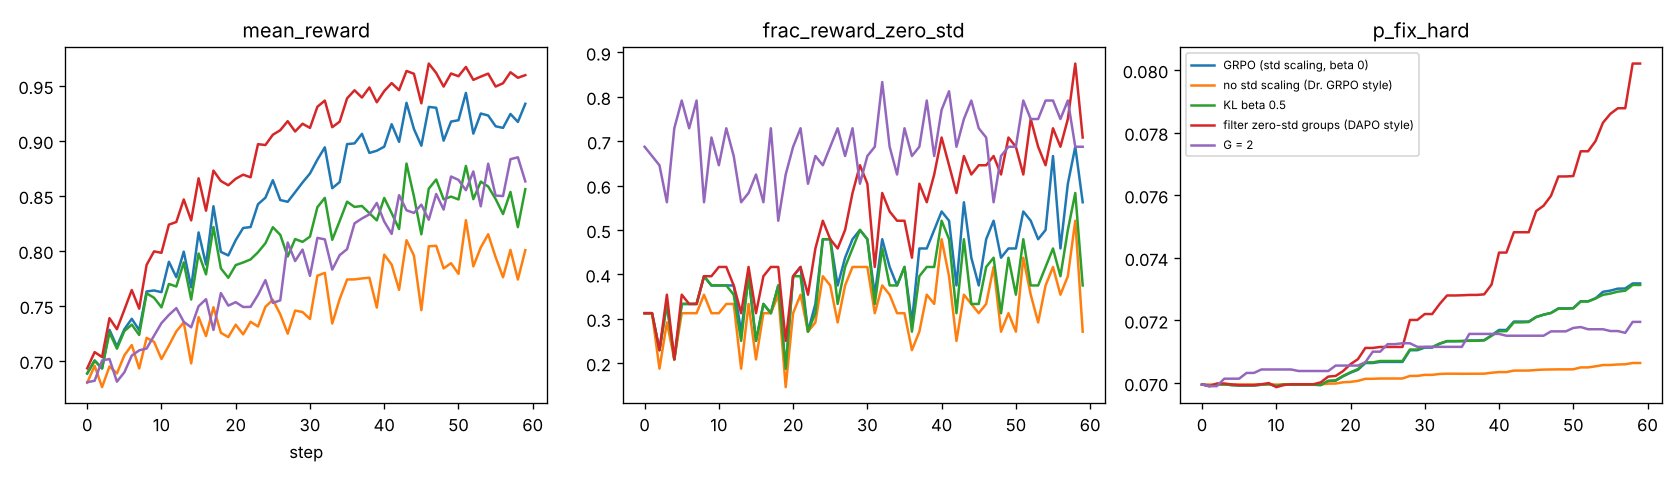 mean_reward
0.95
0.90
0.85
0.80
0.75
0.70
0 10 20 30 40 50 60
step
frac_reward_zero_std
0.9
0.8
0.7
0.6
0.5
0.4
0.3
0.2
0 10 20 30 40 50 60
p_fix_hard
GRPO (std scaling, beta 0)
no std scaling (Dr. GRPO style)
KL beta 0.5
filter zero-std groups (DAPO style)
G = 2
0.080
0.078
0.076
0.074
0.072
0.070
0 10 20 30 40 50 60